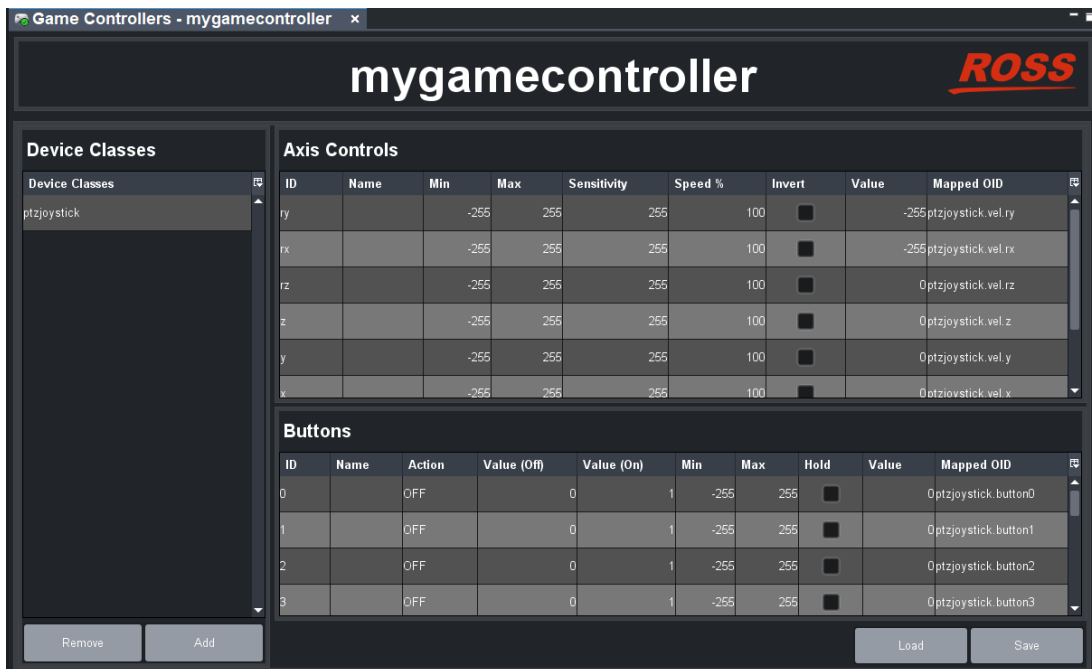 Game Controllers - mygamecontroller ×
mygamecontroller
ROSS
Device Classes
Device Classes
ptzjoystick
Remove Add
Axis Controls
ID Name Min Max Sensitivity Speed % Invert Value Mapped OID
ry -255 255 255 100 -255 ptzjoystick.vel.ry
rx -255 255 255 100 -255 ptzjoystick.vel.rx
rz -255 255 255 100 0 ptzjoystick.vel.rz
z -255 255 255 100 0 ptzjoystick.vel.z
y -255 255 255 100 0 ptzjoystick.vel.y
x -255 255 255 100 0 ptzjoystick.vel.x
Buttons
ID Name Action Value (Off) Value (On) Min Max Hold Value Mapped OID
0 OFF 0 1 -255 255 0 ptzjoystick.button0
1 OFF 0 1 -255 255 0 ptzjoystick.button1
2 OFF 0 1 -255 255 0 ptzjoystick.button2
3 OFF 0 1 -255 255 0 ptzjoystick.button3
Load Save